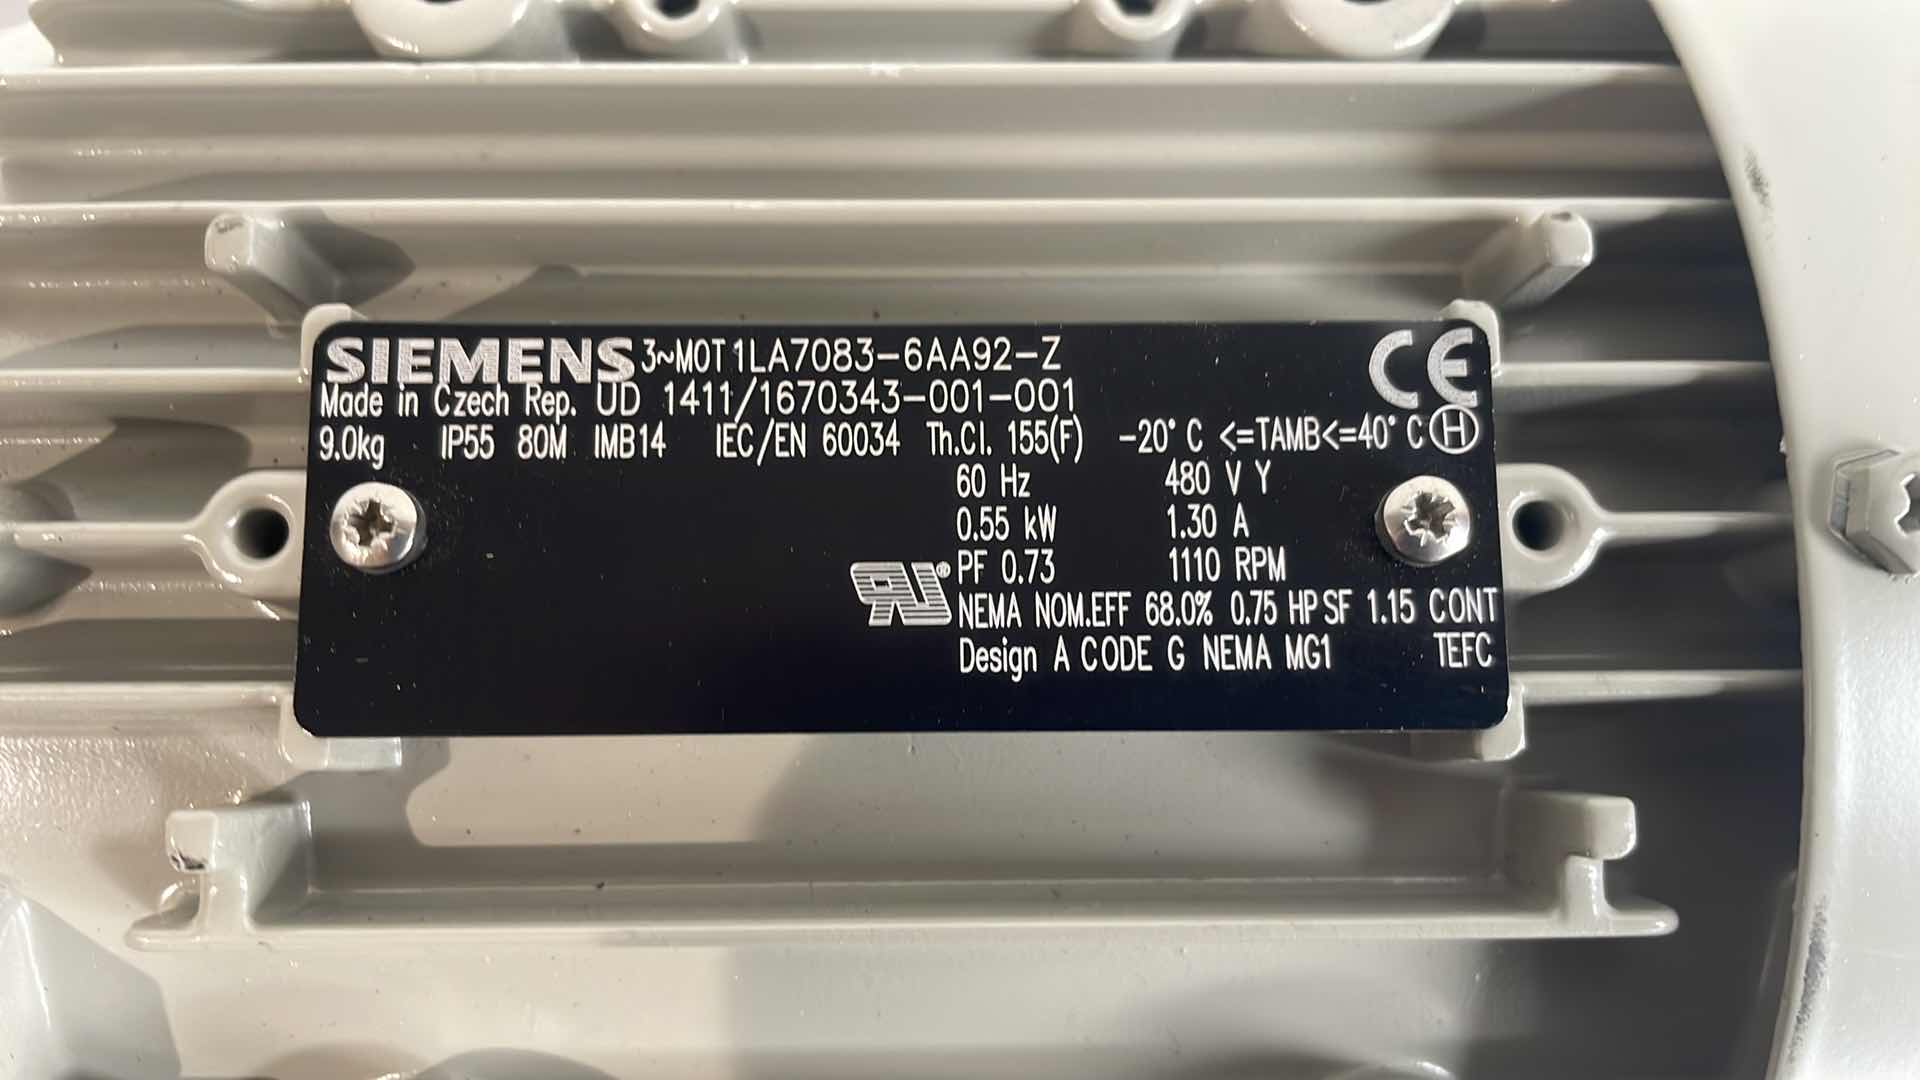 SIEMENS 3~MOT 1LA7083-6AA92-Z CE
Made in Czech Rep. UD 1411/1670343-001-001
9.0kg IP55 80M IMB14 IEC/EN 60034 Th.Cl. 155(F) -20°C <=TAMB<=40°C H
60 Hz 480 V Y
0.55 kW 1.30 A
PF 0.73 1110 RPM
RU® NEMA NOM.EFF 68.0% 0.75 HP SF 1.15 CONT
Design A CODE G NEMA MG1 TEFC